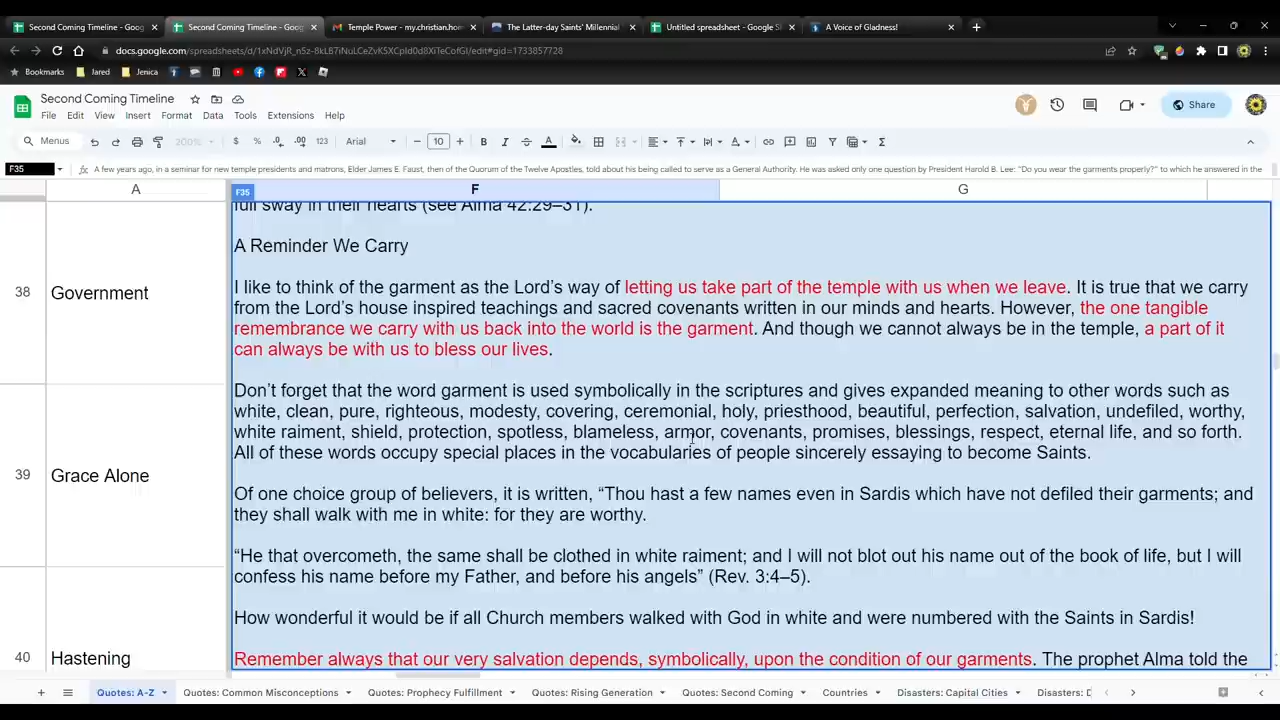 Second Coming Timeline - Goog
Second Coming Timeline - Goog
Temple Power - my.christian.hom
The Latter-day Saints' Millennial
Untitled spreadsheet - Google Sh
A Voice of Gladness!
Bookmarks
Jared
Jenica
Second Coming Timeline
File Edit View Insert Format Data Tools Extensions Help
Share
Menus
200%
$ % .0 .00 123
Arial
10
F35
A few years ago, in a seminar for new temple presidents and matrons, Elder James E. Faust, then of the Quorum of the Twelve Apostles, told about his being called to serve as a General Authority. He was asked only one question by President Harold B. Lee: “Do you wear the garments properly?” to which he answered in the
A
F35
F
G
full sway in their hearts (see Alma 42:29–31).
A Reminder We Carry
38
Government
I like to think of the garment as the Lord’s way of letting us take part of the temple with us when we leave. It is true that we carry
from the Lord’s house inspired teachings and sacred covenants written in our minds and hearts. However, the one tangible
remembrance we carry with us back into the world is the garment. And though we cannot always be in the temple, a part of it
can always be with us to bless our lives.
Don’t forget that the word garment is used symbolically in the scriptures and gives expanded meaning to other words such as
white, clean, pure, righteous, modesty, covering, ceremonial, holy, priesthood, beautiful, perfection, salvation, undefiled, worthy,
white raiment, shield, protection, spotless, blameless, armor, covenants, promises, blessings, respect, eternal life, and so forth.
All of these words occupy special places in the vocabularies of people sincerely essaying to become Saints.
39
Grace Alone
Of one choice group of believers, it is written, “Thou hast a few names even in Sardis which have not defiled their garments; and
they shall walk with me in white: for they are worthy.
“He that overcometh, the same shall be clothed in white raiment; and I will not blot out his name out of the book of life, but I will
confess his name before my Father, and before his angels” (Rev. 3:4–5).
How wonderful it would be if all Church members walked with God in white and were numbered with the Saints in Sardis!
40
Hastening
Remember always that our very salvation depends, symbolically, upon the condition of our garments. The prophet Alma told the
Quotes: A-Z
Quotes: Common Misconceptions
Quotes: Prophecy Fulfillment
Quotes: Rising Generation
Quotes: Second Coming
Countries
Disasters: Capital Cities
Disasters: D